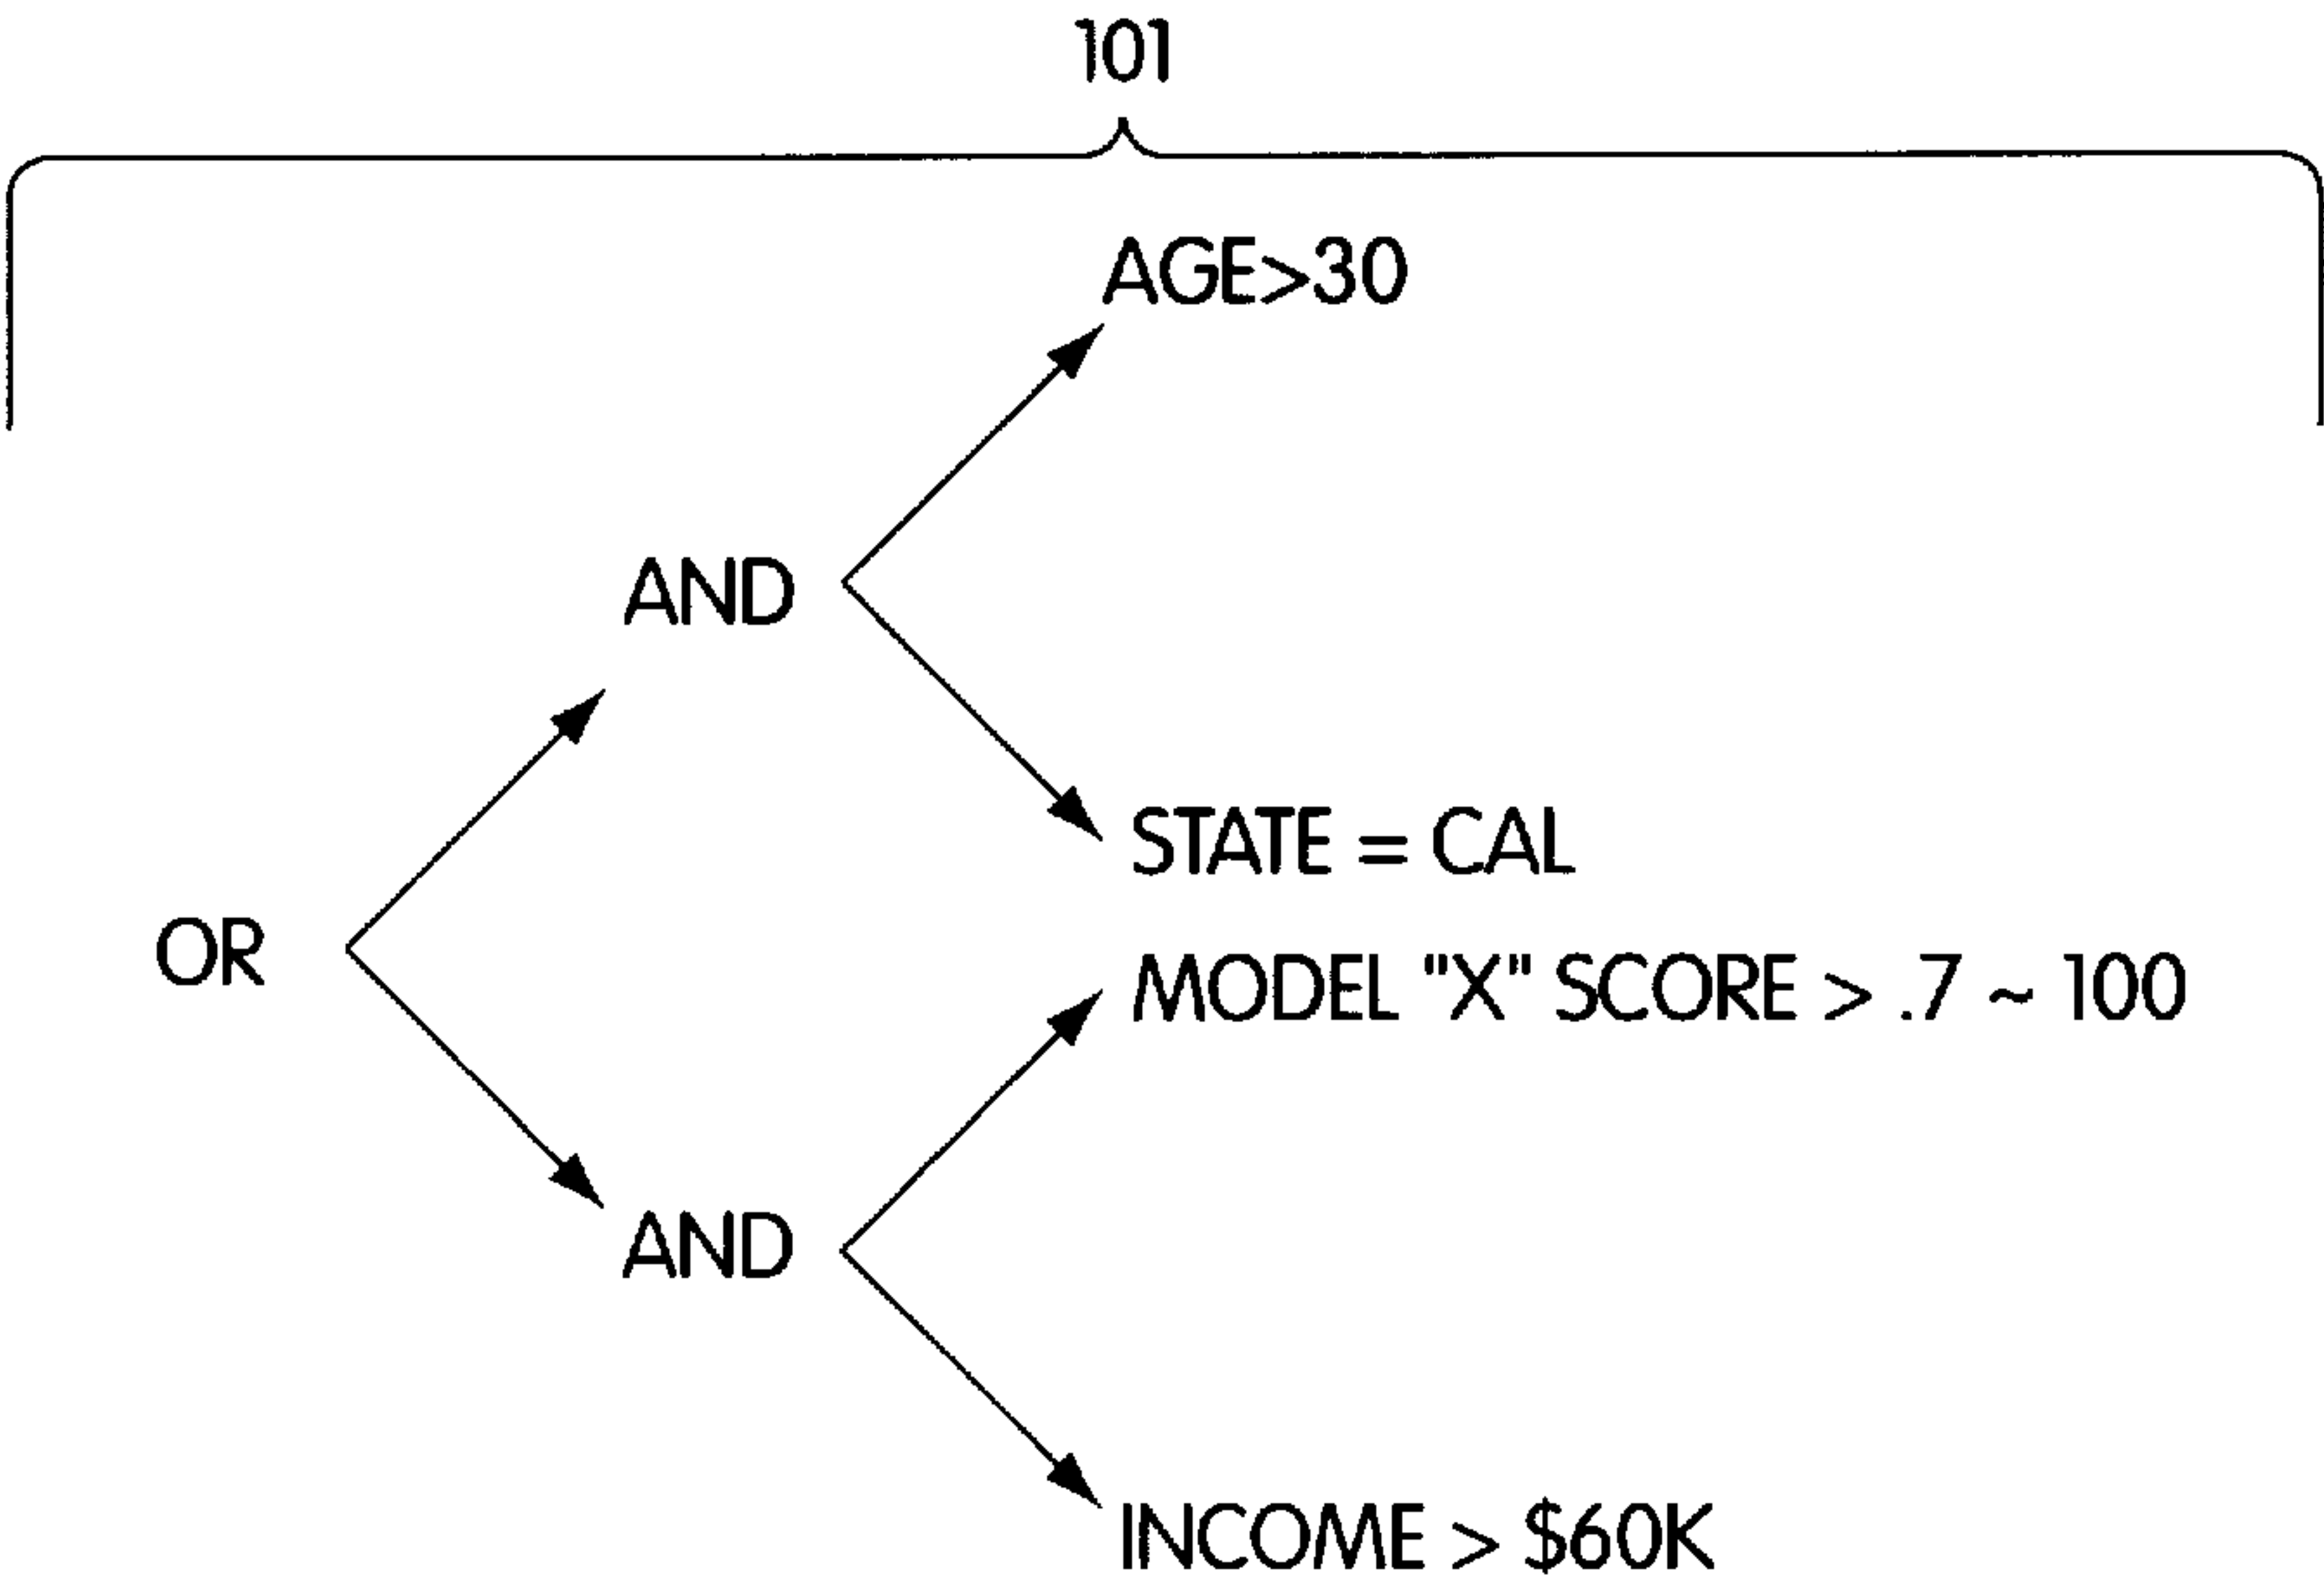 101
AGE>30
AND
STATE = CAL
OR
MODEL "X" SCORE > .7 ~ 100
AND
INCOME > $60K